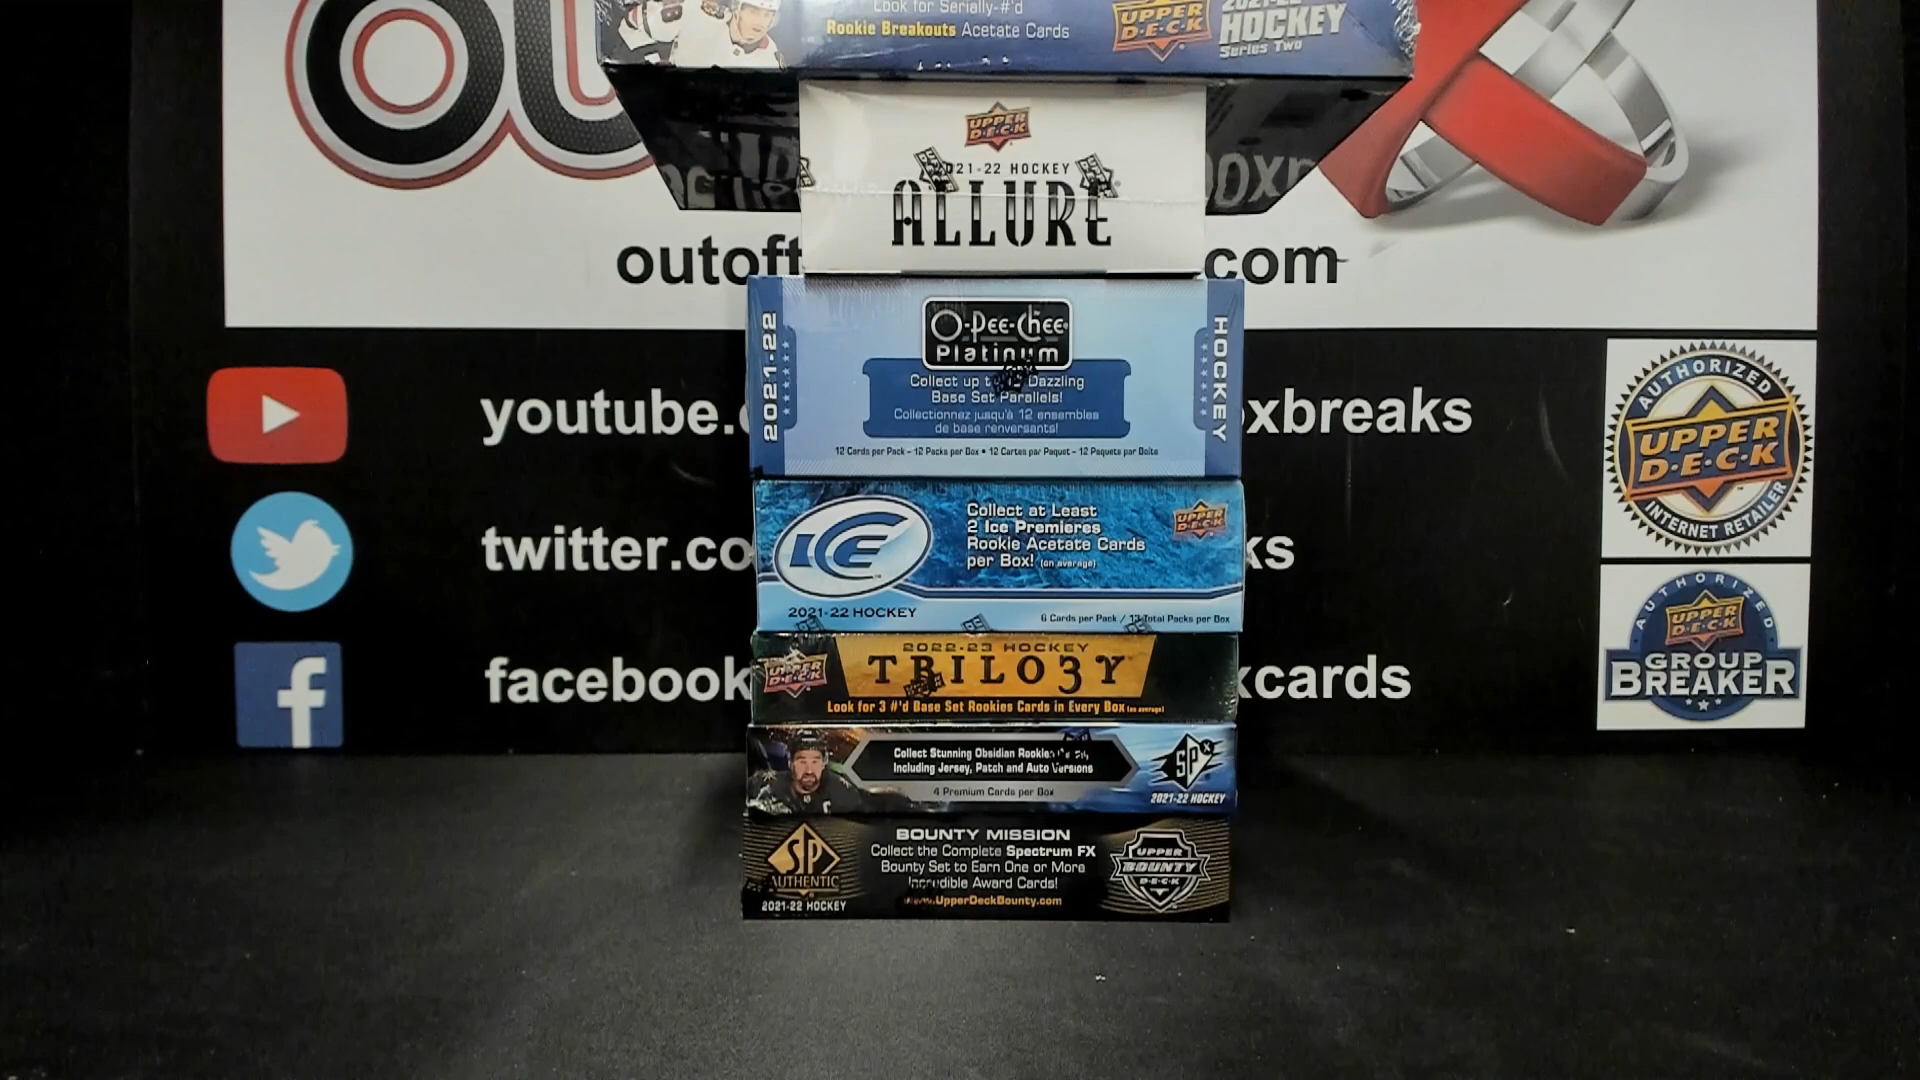 Look for Serially-#'d
Rookie Breakouts Acetate Cards
UPPER
D·E·C·K
2021-22
HOCKEY
Series Two
UPPER
D·E·C·K
2021-22 HOCKEY
ALLURE
outoft
com
O-Pee-Chee
Platinum
2021-22
HOCKEY
Collect up to Dazzling
Base Set Parallels!
Collectionnez jusqu'à 12 ensembles
de base renversants!
12 Cards per Pack - 12 Packs per Box • 12 Cartes par Paquet - 12 Paquets par Boîte
youtube.
xbreaks
AUTHORIZED
UPPER
D·E·C·K
INTERNET RETAILER
ICE
Collect at Least
2 Ice Premieres
Rookie Acetate Cards
per Box! (on average)
UPPER
D·E·C·K
2021-22 HOCKEY
6 Cards per Pack / 13 Total Packs per Box
twitter.co
ks
AUTHORIZED
UPPER
D·E·C·K
GROUP
BREAKER
2022-23 HOCKEY
UPPER
D·E·C·K
TRILO3Y
Look for 3 #'d Base Set Rookies Cards in Every Box (on average)
facebook
xcards
Collect Stunning Obsidian Rookie
Including Jersey, Patch and Auto Versions
4 Premium Cards per Box
SPx
2021-22 HOCKEY
SP
AUTHENTIC
2021-22 HOCKEY
BOUNTY MISSION
Collect the Complete Spectrum FX
Bounty Set to Earn One or More
Incredible Award Cards!
www.UpperDeckBounty.com
UPPER
BOUNTY
D·E·C·K